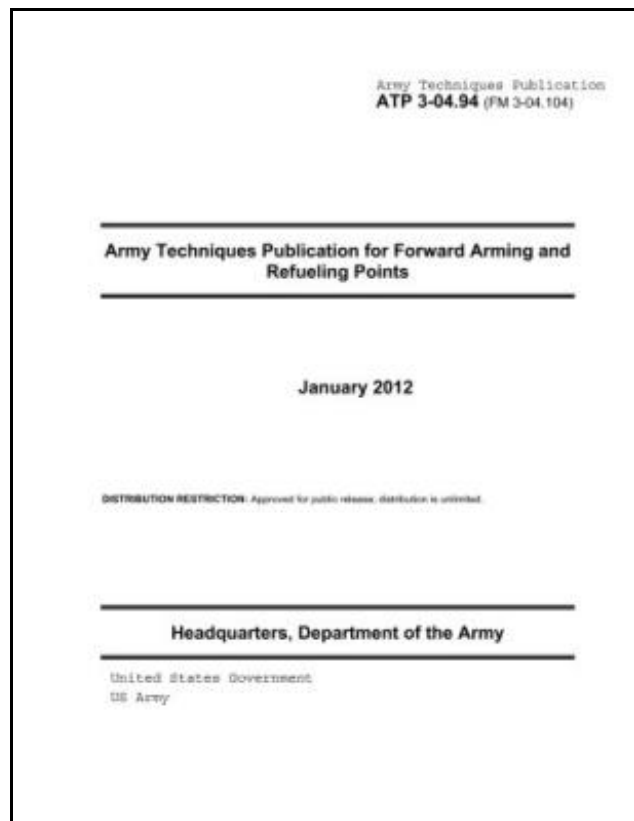 Army Techniques Publication
ATP 3-04.94 (FM 3-04.104)
Army Techniques Publication for Forward Arming and
Refueling Points
January 2012
DISTRIBUTION RESTRICTION: Approved for public release; distribution is unlimited.
Headquarters, Department of the Army
United States Government
US Army